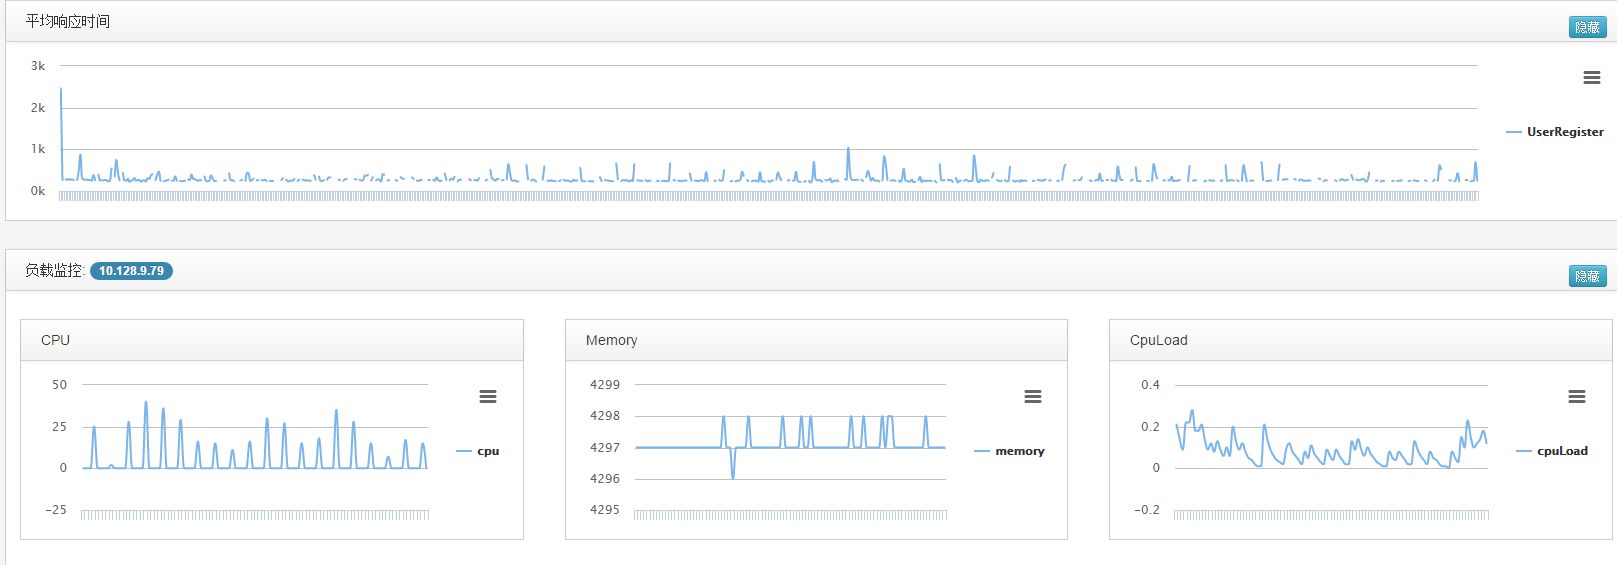 平均响应时间
隐藏
3k
2k
1k
0k
UserRegister
负载监控: 10.128.9.79
隐藏
CPU
50
25
0
-25
cpu
Memory
4299
4298
4297
4296
4295
memory
CpuLoad
0.4
0.2
0
-0.2
cpuLoad